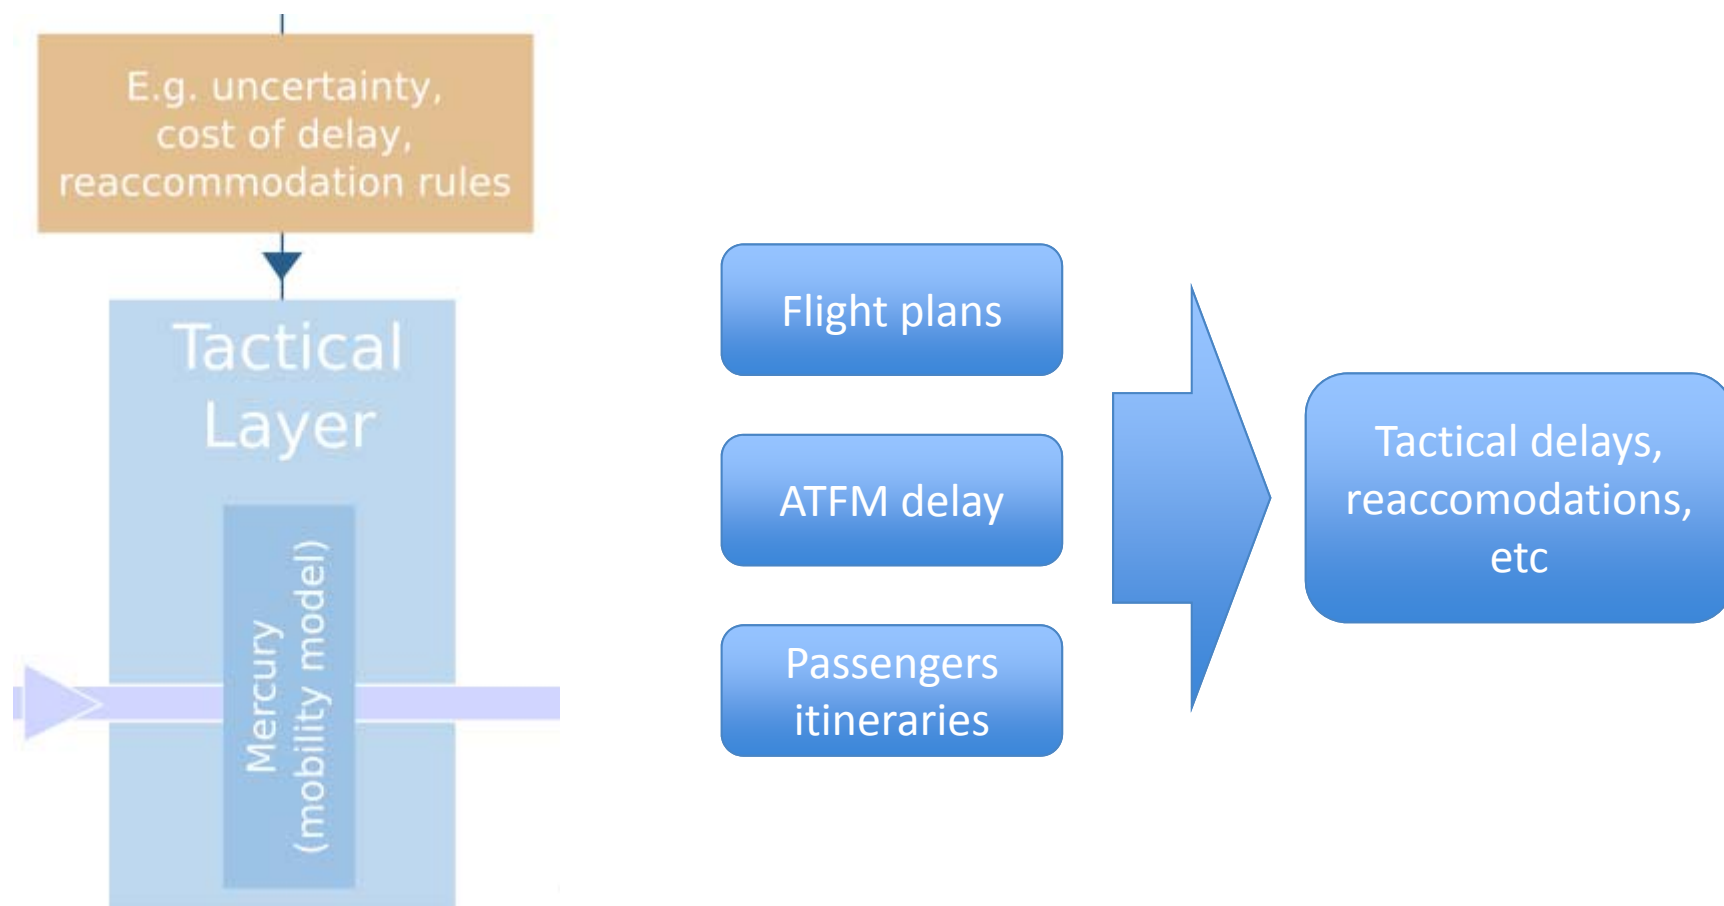 E.g. uncertainty,
cost of delay,
reaccommodation rules
Tactical
Layer
Mercury
(mobility model)
Flight plans
ATFM delay
Passengers
itineraries
Tactical delays,
reaccomodations,
etc